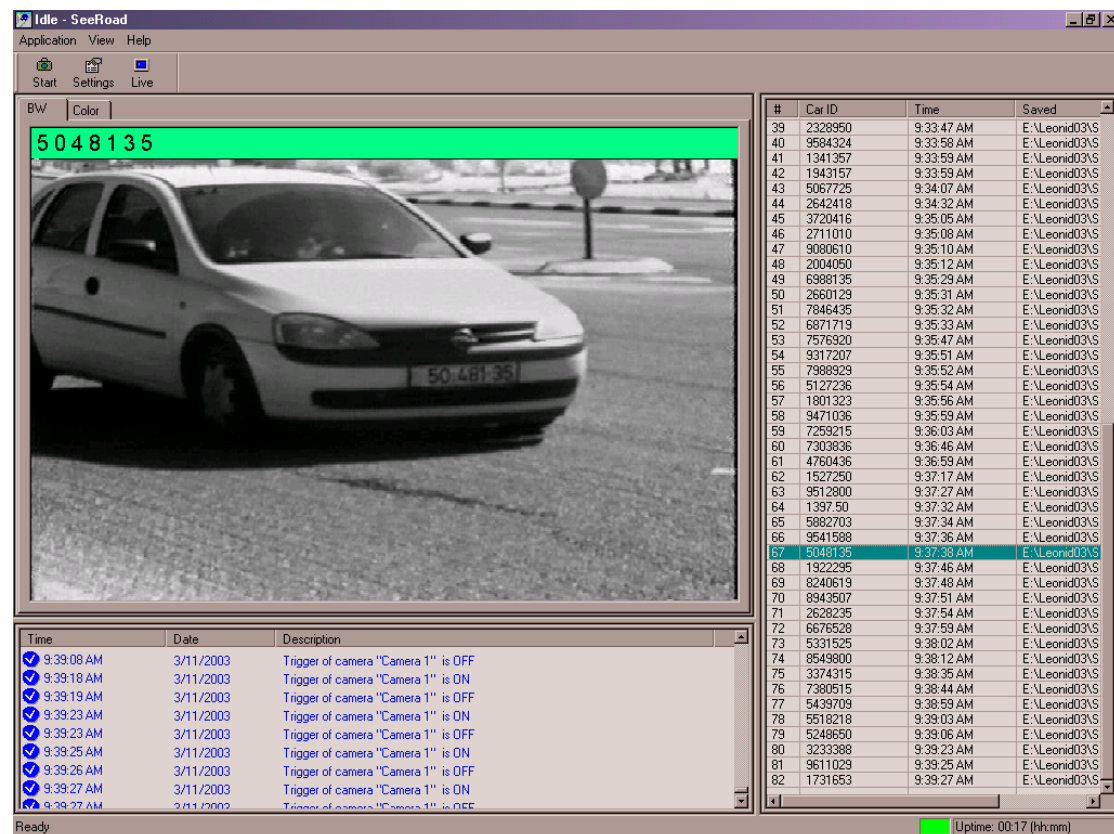 Idle - SeeRoad
Application View Help
Start Settings Live
BW Color
5048135
50·481·35
Time Date Description
9:39:08 AM 3/11/2003 Trigger of camera "Camera 1" is OFF
9:39:18 AM 3/11/2003 Trigger of camera "Camera 1" is ON
9:39:19 AM 3/11/2003 Trigger of camera "Camera 1" is OFF
9:39:23 AM 3/11/2003 Trigger of camera "Camera 1" is ON
9:39:23 AM 3/11/2003 Trigger of camera "Camera 1" is OFF
9:39:25 AM 3/11/2003 Trigger of camera "Camera 1" is ON
9:39:26 AM 3/11/2003 Trigger of camera "Camera 1" is OFF
9:39:27 AM 3/11/2003 Trigger of camera "Camera 1" is ON
9:39:27 AM 3/11/2003 Trigger of camera "Camera 1" is OFF
# Car ID Time Saved
39 2328950 9:33:47 AM E:\Leonid03\S
40 9584324 9:33:58 AM E:\Leonid03\S
41 1341357 9:33:59 AM E:\Leonid03\S
42 1943157 9:33:59 AM E:\Leonid03\S
43 5067725 9:34:07 AM E:\Leonid03\S
44 2642418 9:34:32 AM E:\Leonid03\S
45 3720416 9:35:05 AM E:\Leonid03\S
46 2711010 9:35:08 AM E:\Leonid03\S
47 9080610 9:35:10 AM E:\Leonid03\S
48 2004050 9:35:12 AM E:\Leonid03\S
49 6988135 9:35:29 AM E:\Leonid03\S
50 2660129 9:35:31 AM E:\Leonid03\S
51 7846435 9:35:32 AM E:\Leonid03\S
52 6871719 9:35:33 AM E:\Leonid03\S
53 7576920 9:35:47 AM E:\Leonid03\S
54 9317207 9:35:51 AM E:\Leonid03\S
55 7988929 9:35:52 AM E:\Leonid03\S
56 5127236 9:35:54 AM E:\Leonid03\S
57 1801323 9:35:56 AM E:\Leonid03\S
58 9471036 9:35:59 AM E:\Leonid03\S
59 7259215 9:36:03 AM E:\Leonid03\S
60 7303836 9:36:46 AM E:\Leonid03\S
61 4760436 9:36:59 AM E:\Leonid03\S
62 1527250 9:37:17 AM E:\Leonid03\S
63 9512800 9:37:27 AM E:\Leonid03\S
64 1397.50 9:37:32 AM E:\Leonid03\S
65 5882703 9:37:34 AM E:\Leonid03\S
66 9541588 9:37:36 AM E:\Leonid03\S
67 5048135 9:37:38 AM E:\Leonid03\S
68 1922295 9:37:46 AM E:\Leonid03\S
69 8240619 9:37:48 AM E:\Leonid03\S
70 8943507 9:37:51 AM E:\Leonid03\S
71 2628235 9:37:54 AM E:\Leonid03\S
72 6676528 9:37:59 AM E:\Leonid03\S
73 5331525 9:38:02 AM E:\Leonid03\S
74 8549800 9:38:12 AM E:\Leonid03\S
75 3374315 9:38:35 AM E:\Leonid03\S
76 7380515 9:38:44 AM E:\Leonid03\S
77 5439709 9:38:59 AM E:\Leonid03\S
78 5518218 9:39:03 AM E:\Leonid03\S
79 5248650 9:39:06 AM E:\Leonid03\S
80 3233388 9:39:23 AM E:\Leonid03\S
81 9611029 9:39:25 AM E:\Leonid03\S
82 1731653 9:39:27 AM E:\Leonid03\S
Ready
Uptime: 00:17 (hh:mm)